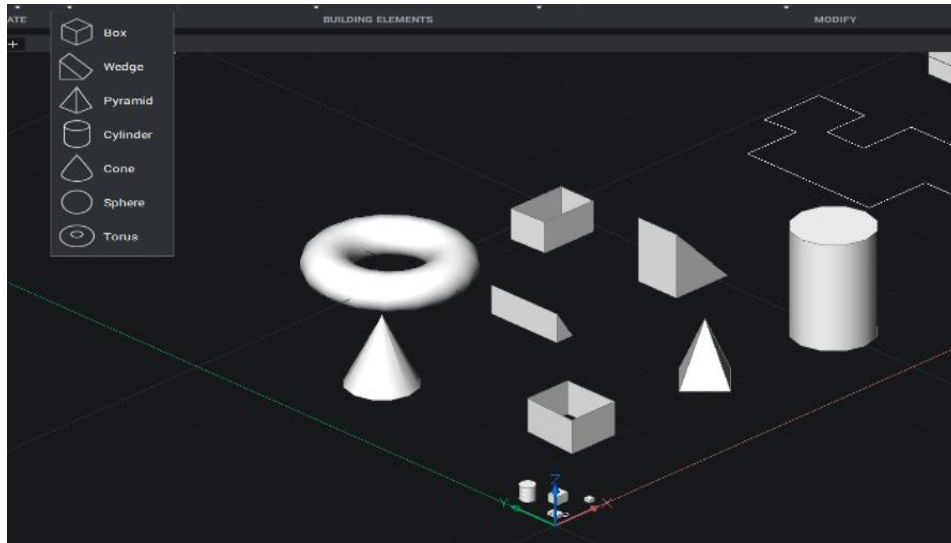 ATE
BUILDING ELEMENTS
MODIFY
+
Box
Wedge
Pyramid
Cylinder
Cone
Sphere
Torus
Z
Y
X